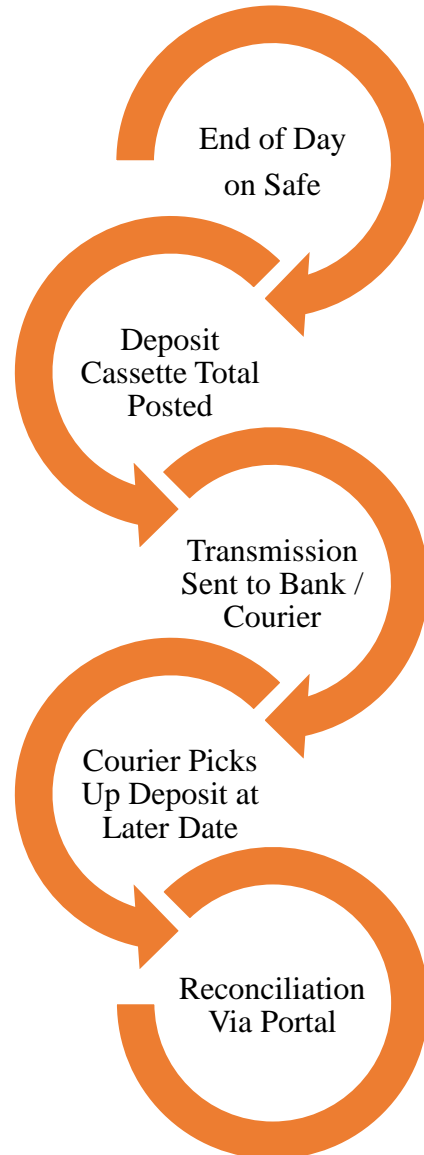 End of Day
on Safe
Deposit
Cassette Total
Posted
Transmission
Sent to Bank /
Courier
Courier Picks
Up Deposit at
Later Date
Reconciliation
Via Portal